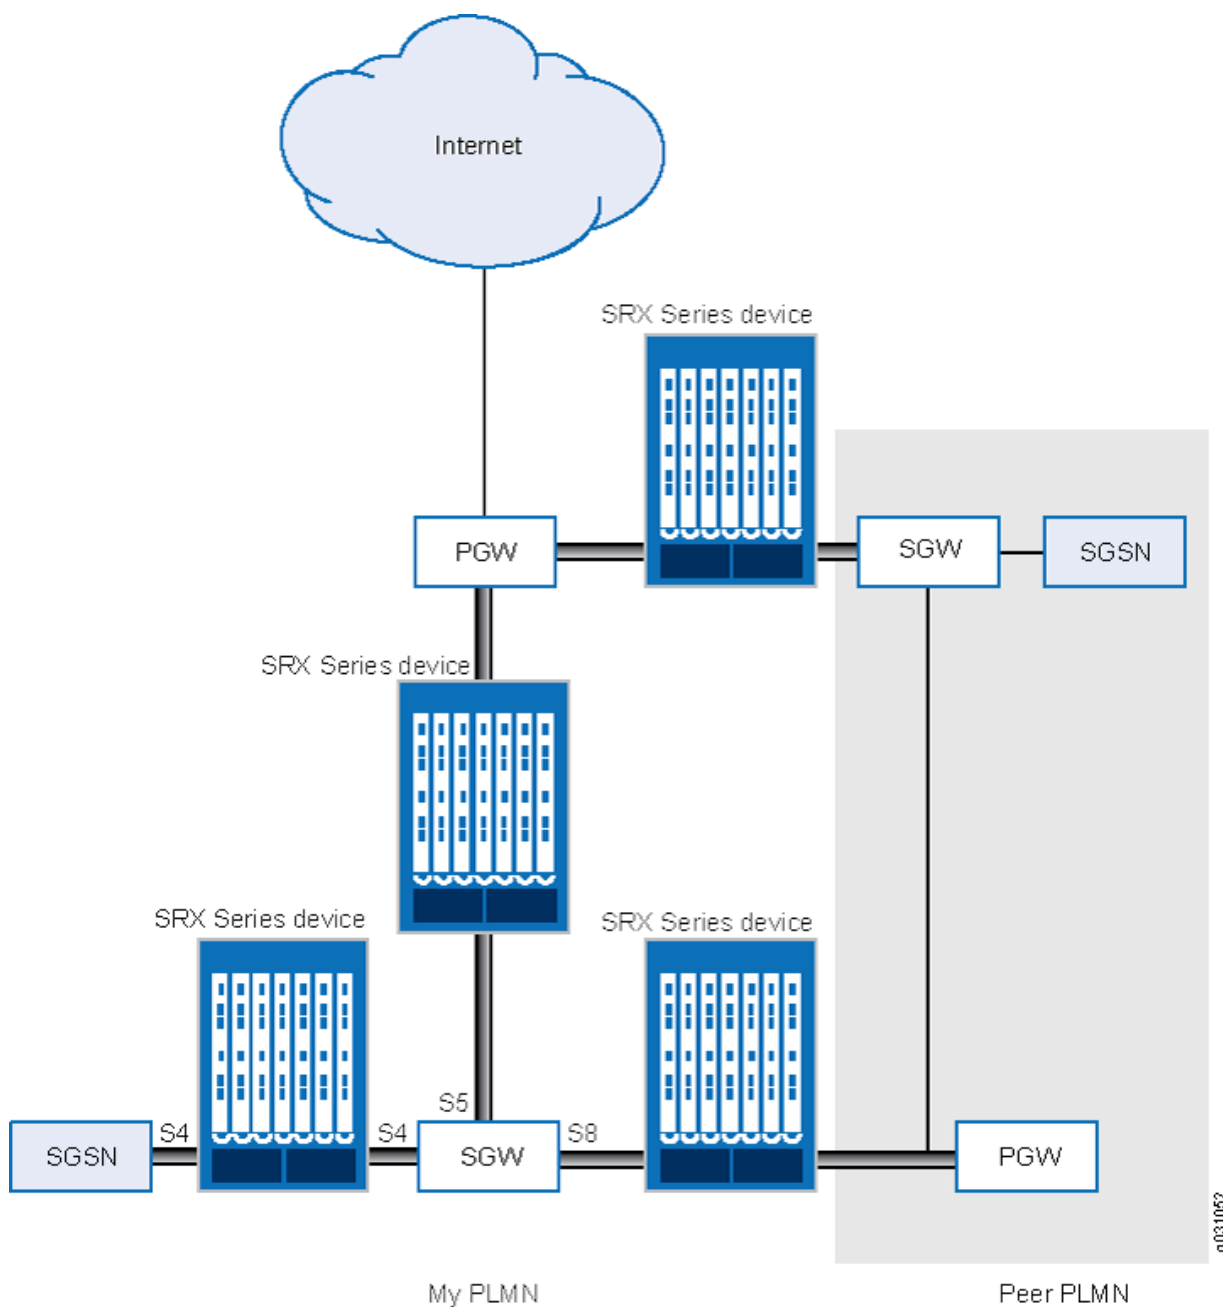 Internet
SRX Series device
PGW
SGW
SGSN
SRX Series device
SRX Series device
SRX Series device
S5
S4
S4
S8
SGSN
SGW
PGW
g031052
My PLMN
Peer PLMN